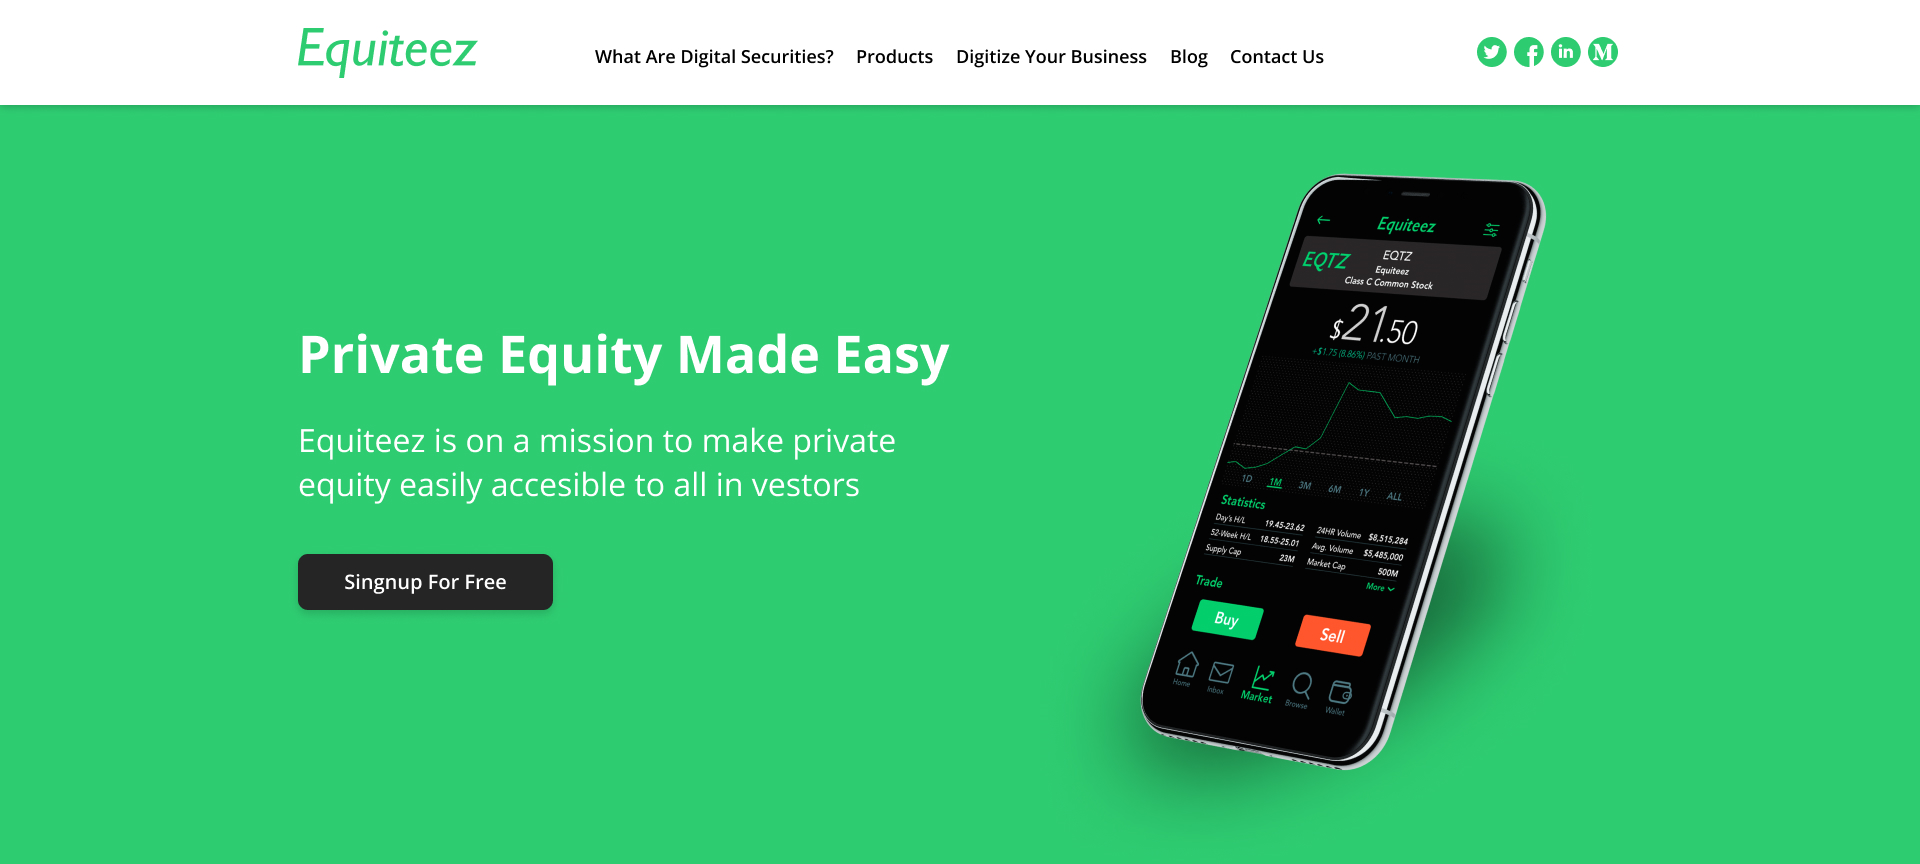 Equiteez
What Are Digital Securities? Products Digitize Your Business Blog Contact Us
Private Equity Made Easy
Equiteez is on a mission to make private
equity easily accesible to all in vestors
Singnup For Free
Equiteez
EQTZ
EQTZ
Equiteez
Class C Common Stock
$21.50
+$1.75 (8.86%) PAST MONTH
1D 1M 3M 6M 1Y ALL
Statistics
Day's H/L 19.45-23.62 24HR Volume $8,515,284
52-Week H/L 18.55-25.01 Avg. Volume $5,485,000
Supply Cap 23M Market Cap 500M
More
Trade
Buy Sell
Home Inbox Market Browse Wallet